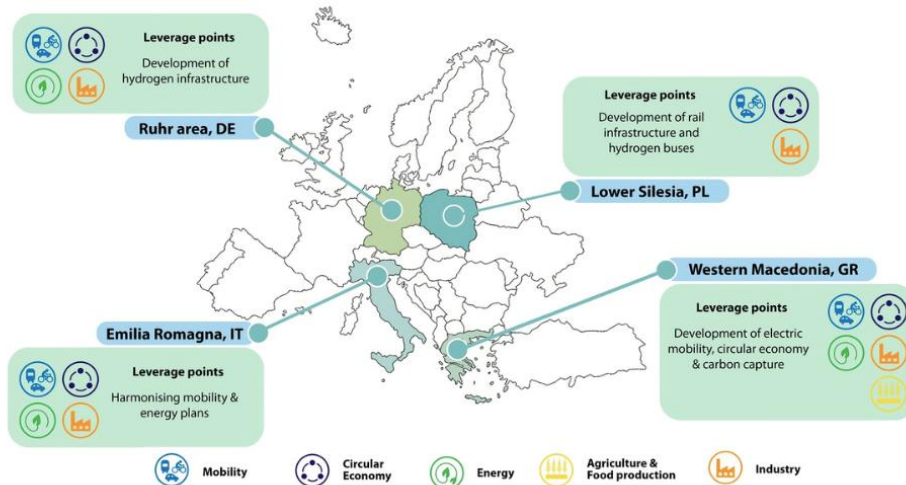 Leverage points
Development of
hydrogen infrastructure
Ruhr area, DE
Leverage points
Development of rail
infrastructure and
hydrogen buses
Lower Silesia, PL
Western Macedonia, GR
Leverage points
Development of electric
mobility, circular economy
& carbon capture
Emilia Romagna, IT
Leverage points
Harmonising mobility &
energy plans
Mobility
Circular
Economy
Energy
Agriculture &
Food production
Industry